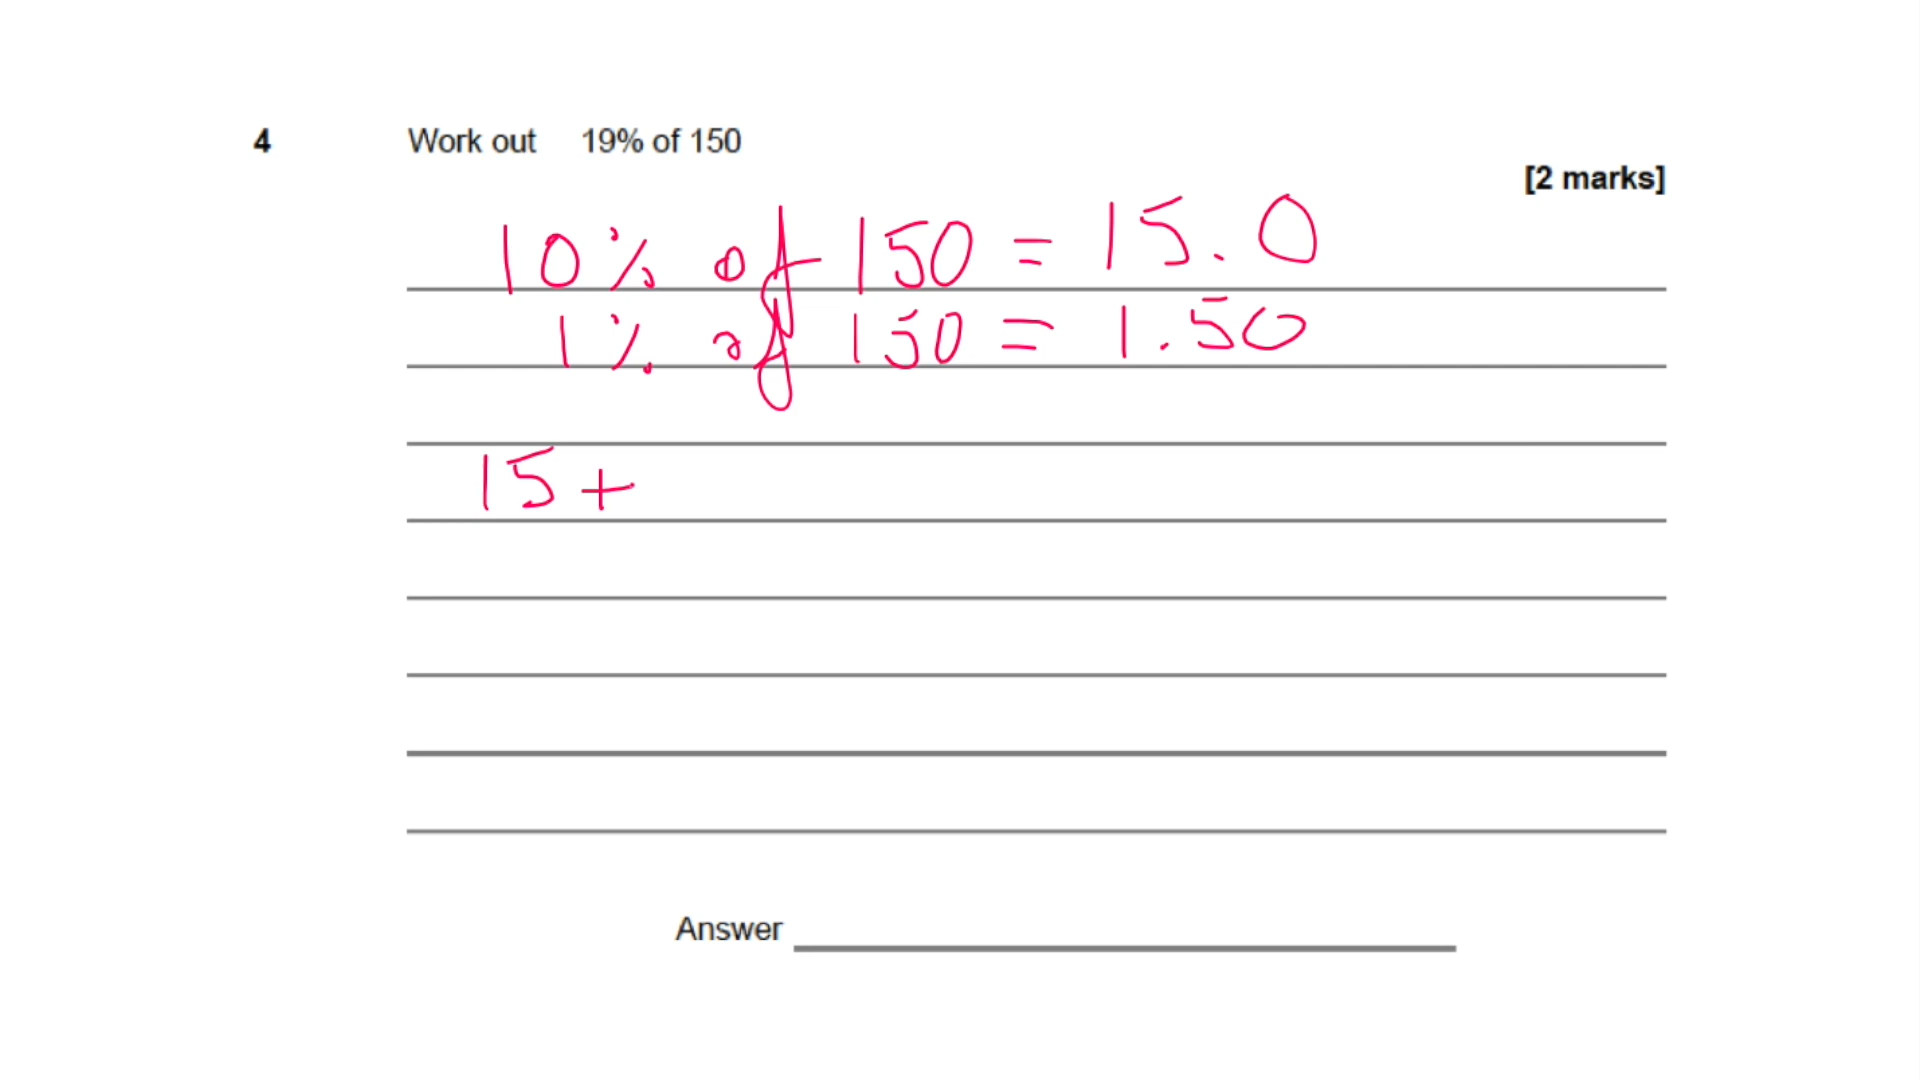 4 Work out 19% of 150
[2 marks]
10% of 150 = 15.0
1% of 150 = 1.50
15+
Answer